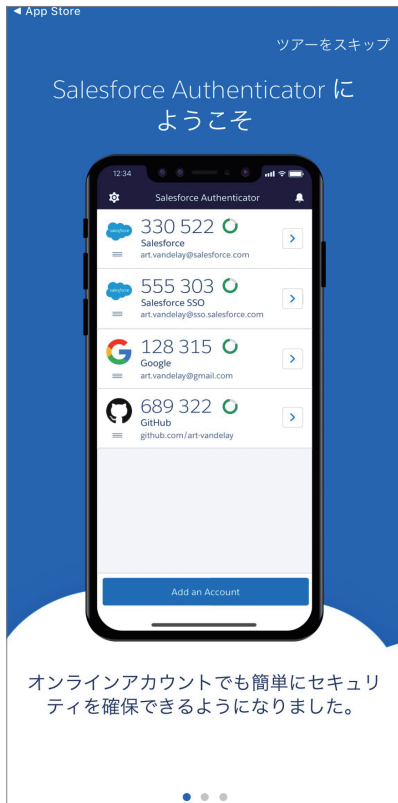 ◀ App Store
ツアーをスキップ
Salesforce Authenticator に
ようこそ
12:34
Salesforce Authenticator
salesforce
330 522
Salesforce
art.vandelay@salesforce.com
salesforce
555 303
Salesforce SSO
art.vandelay@sso.salesforce.com
128 315
Google
art.vandelay@gmail.com
689 322
GitHub
github.com/art-vandelay
Add an Account
オンラインアカウントでも簡単にセキュリ
ティを確保できるようになりました。